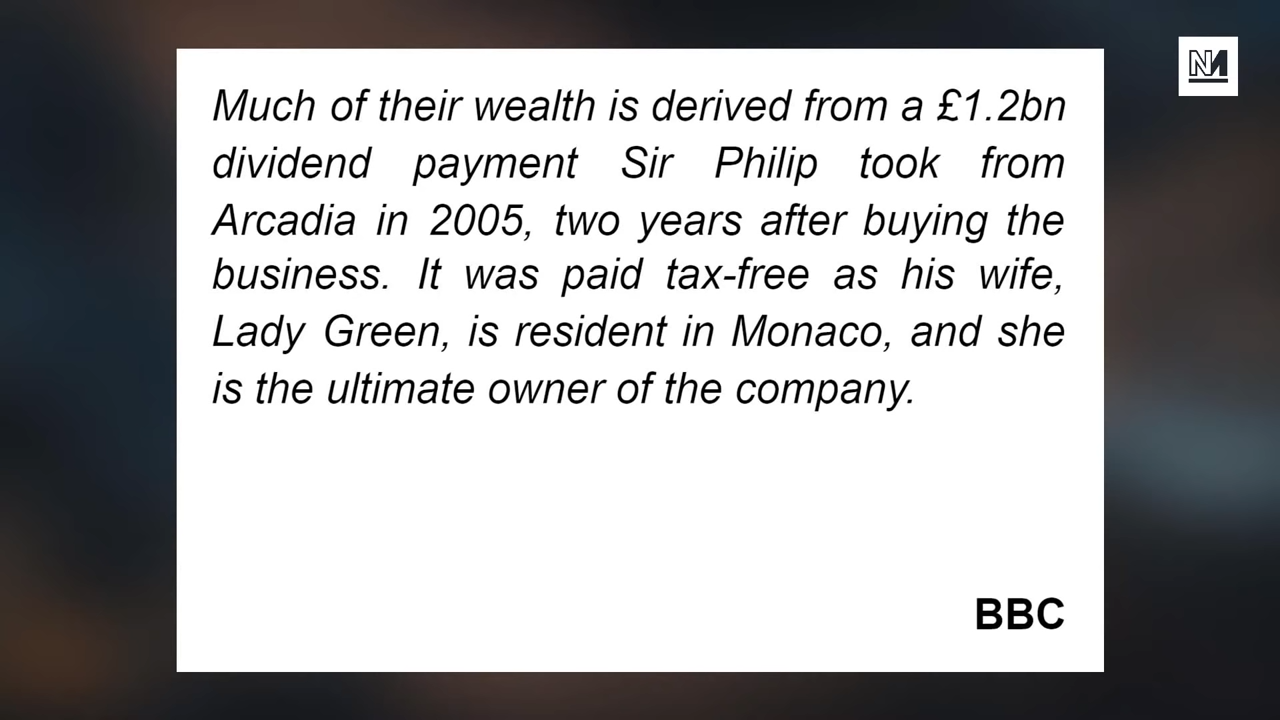 NM
Much of their wealth is derived from a £1.2bn
dividend payment Sir Philip took from
Arcadia in 2005, two years after buying the
business. It was paid tax-free as his wife,
Lady Green, is resident in Monaco, and she
is the ultimate owner of the company.
BBC